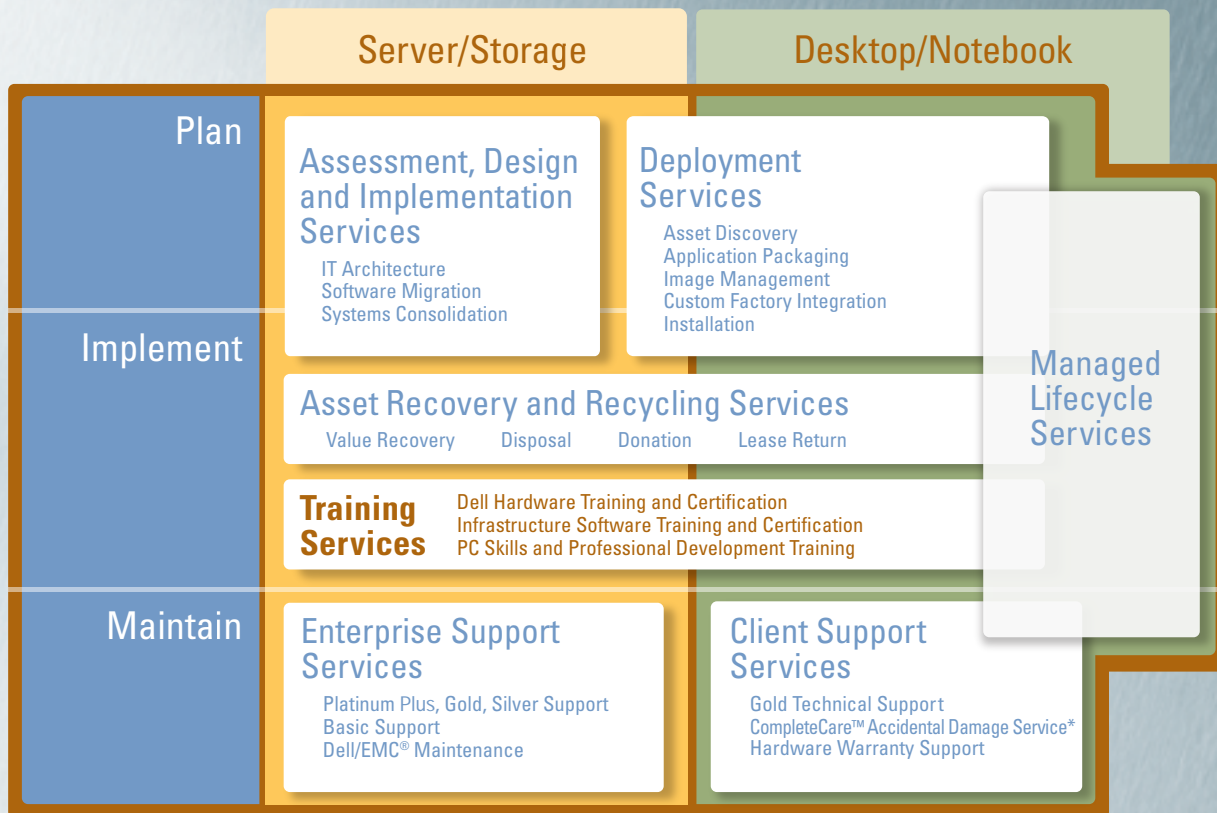 Server/Storage
Desktop/Notebook
Plan
Assessment, Design
and Implementation
Services
IT Architecture
Software Migration
Systems Consolidation
Deployment
Services
Asset Discovery
Application Packaging
Image Management
Custom Factory Integration
Installation
Implement
Managed
Lifecycle
Services
Asset Recovery and Recycling Services
Value Recovery Disposal Donation Lease Return
Training
Services
Dell Hardware Training and Certification
Infrastructure Software Training and Certification
PC Skills and Professional Development Training
Maintain
Enterprise Support
Services
Platinum Plus, Gold, Silver Support
Basic Support
Dell/EMC® Maintenance
Client Support
Services
Gold Technical Support
CompleteCare™ Accidental Damage Service*
Hardware Warranty Support